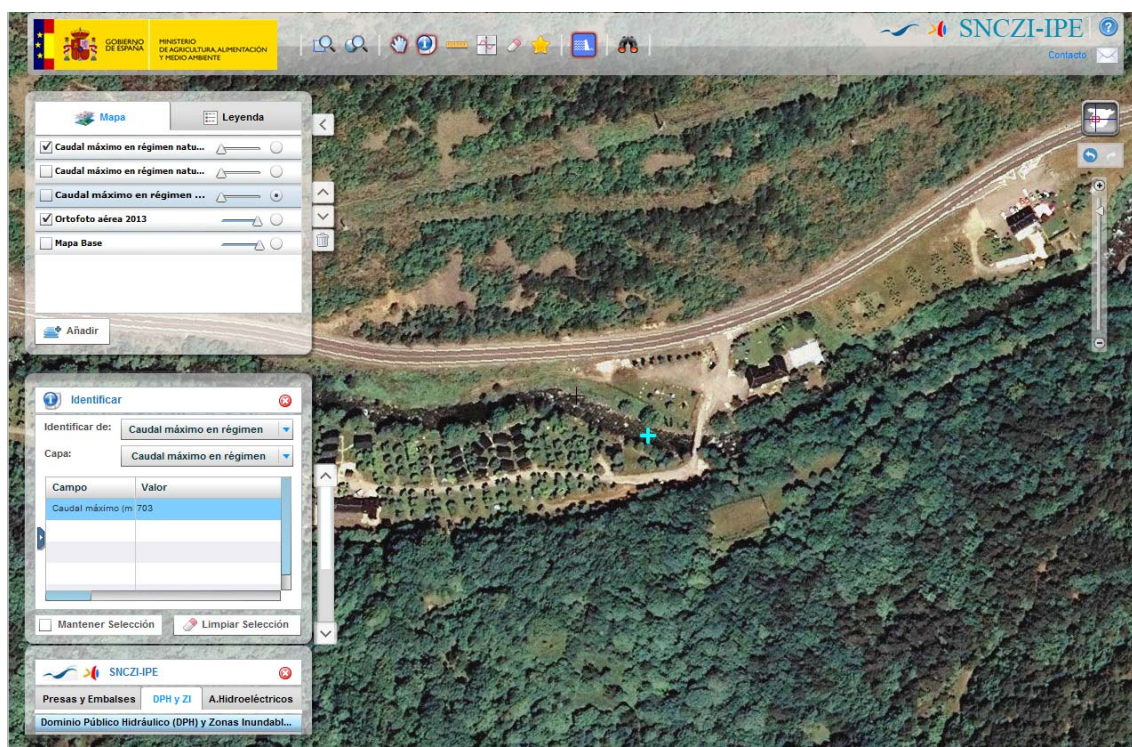 GOBIERNO
DE ESPAÑA
MINISTERIO
DE AGRICULTURA, ALIMENTACIÓN
Y MEDIO AMBIENTE
SNCZI-IPE
Contacto
Mapa
Leyenda
Caudal máximo en régimen natu...
Caudal máximo en régimen natu...
Caudal máximo en régimen ...
Ortofoto aérea 2013
Mapa Base
Añadir
Identificar
Identificar de: Caudal máximo en régimen
Capa: Caudal máximo en régimen
Campo Valor
Caudal máximo (m 703
Mantener Selección
Limpiar Selección
SNCZI-IPE
Presas y Embalses DPH y ZI A.Hidroeléctricos
Dominio Público Hidráulico (DPH) y Zonas Inundabl...